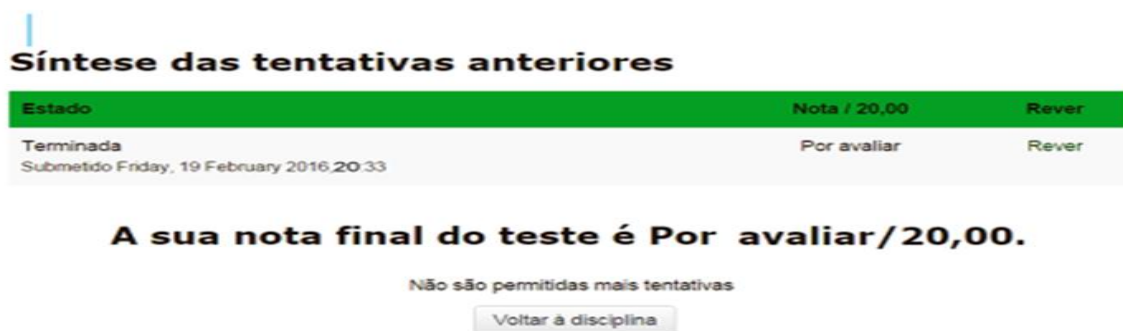 Síntese das tentativas anteriores
Estado Nota / 20,00 Rever
Terminada Por avaliar Rever
Submetido Friday, 19 February 2016,20:33
A sua nota final do teste é Por avaliar/20,00.
Não são permitidas mais tentativas
Voltar à disciplina